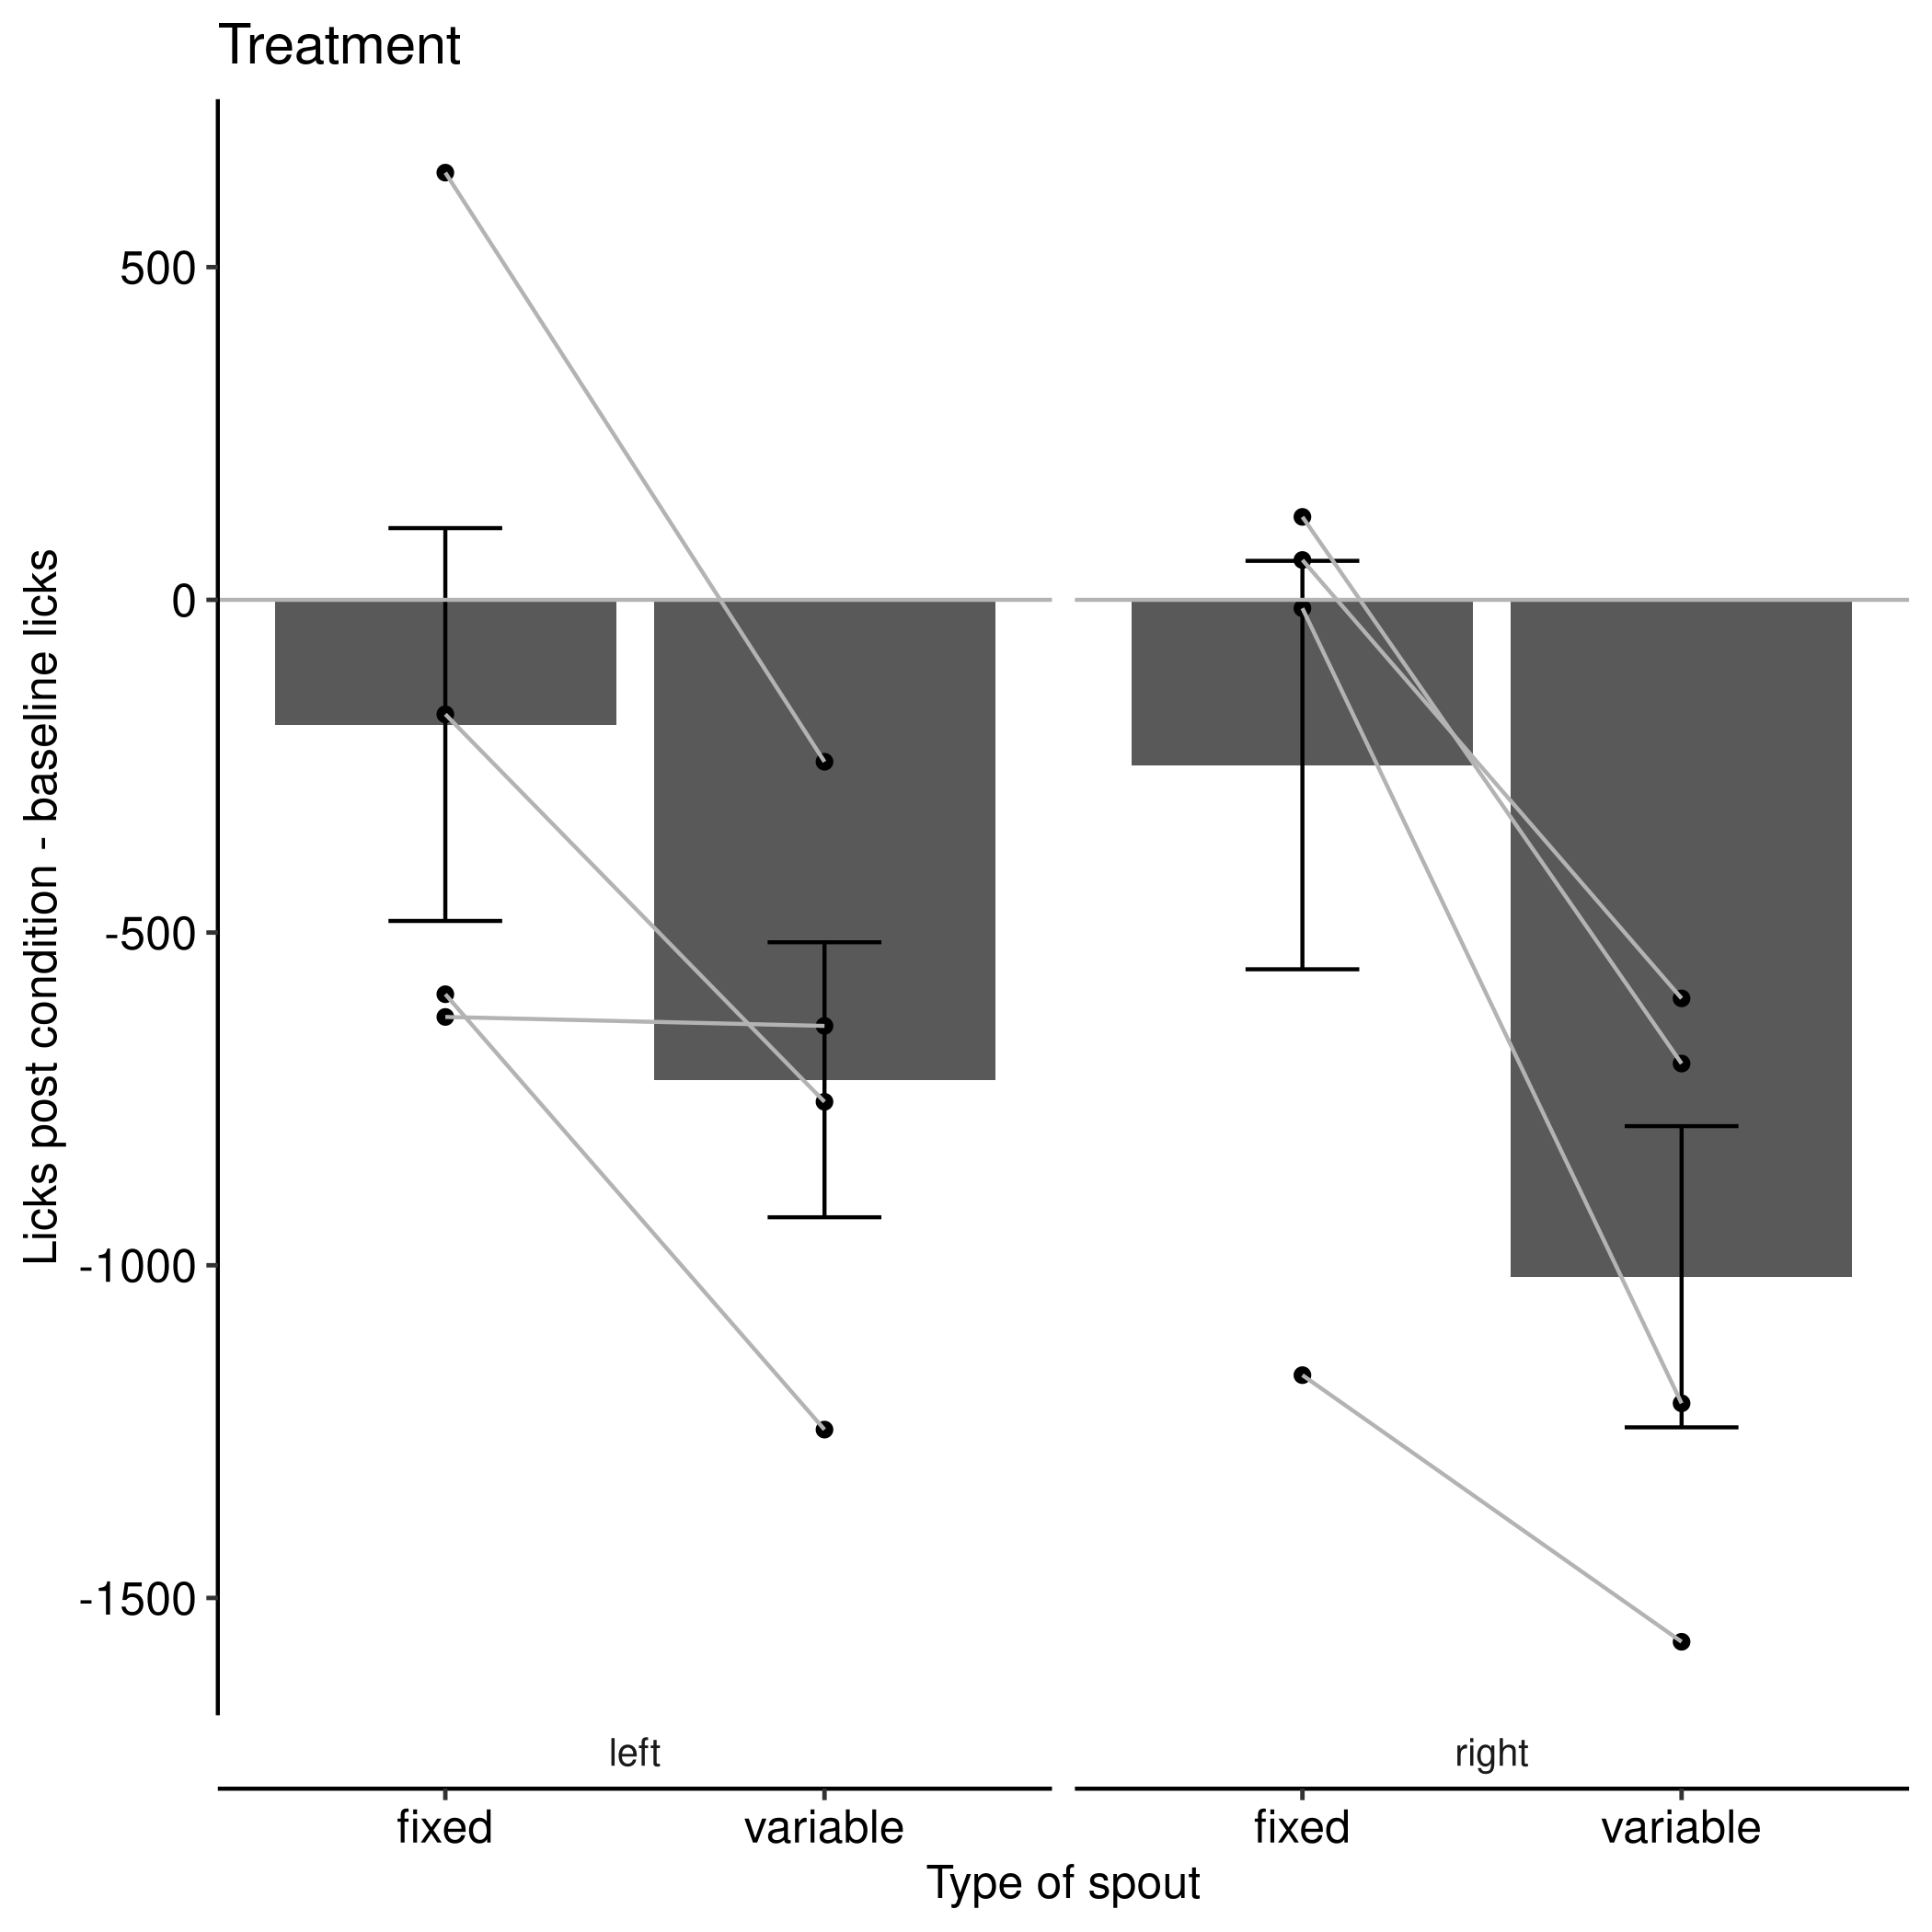 Treatment
Licks post condition - baseline licks
500
0
-500
-1000
-1500
left
right
fixed
variable
fixed
variable
Type of spout